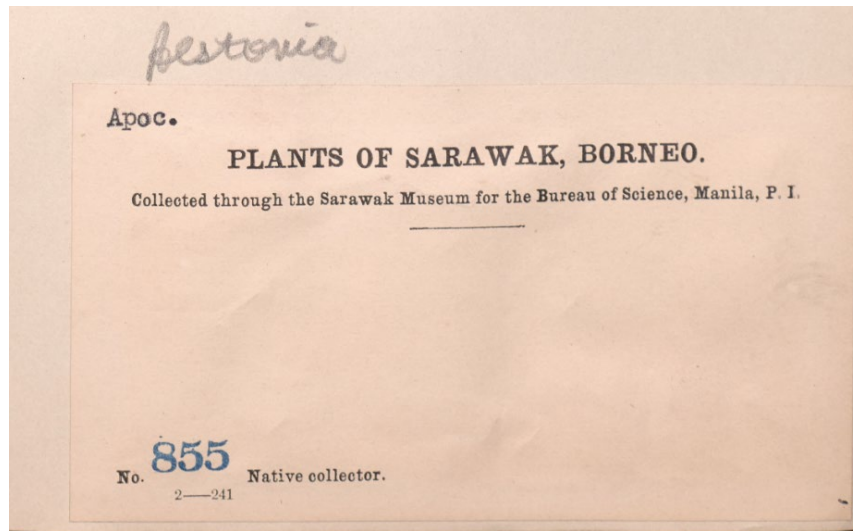 Alstonia
Apoc.
PLANTS OF SARAWAK, BORNEO.
Collected through the Sarawak Museum for the Bureau of Science, Manila, P. I.
No. 855 Native collector.
2—241